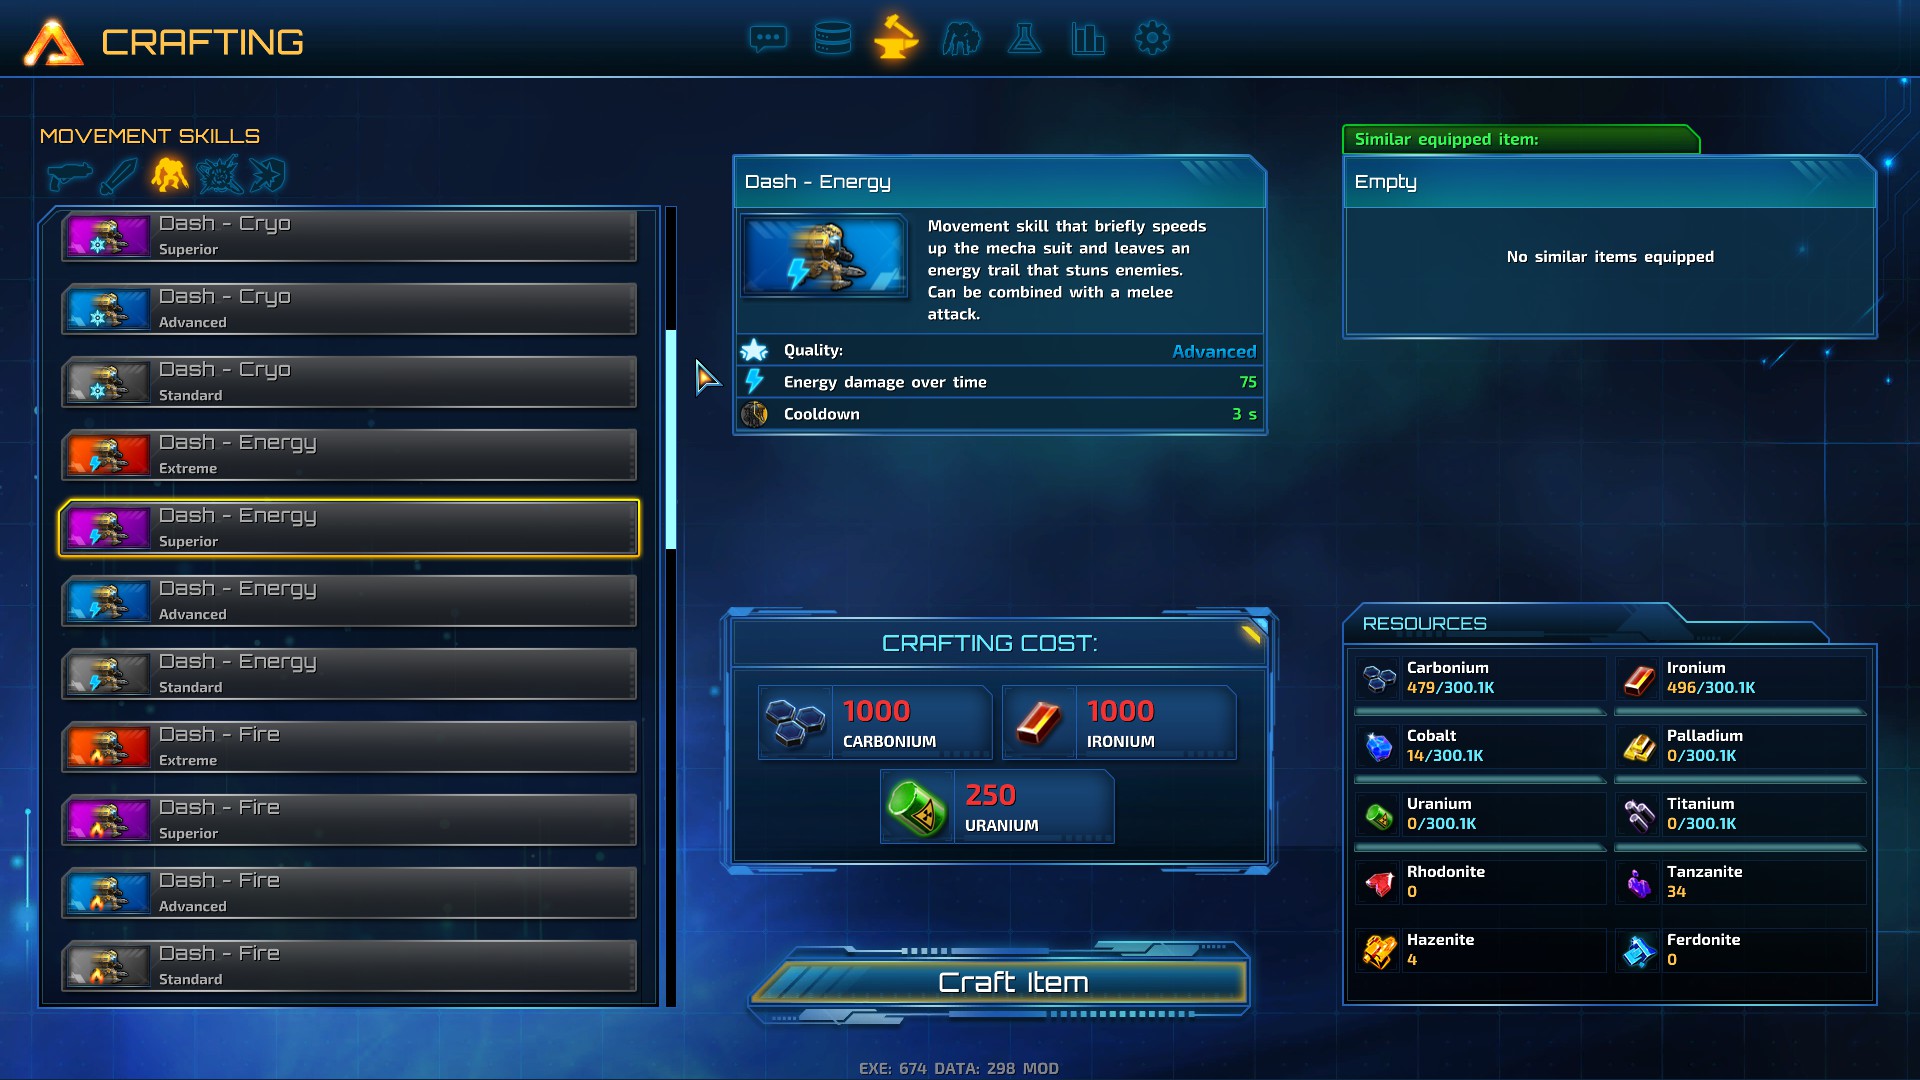 CRAFTING
MOVEMENT SKILLS
Dash - Cryo
Superior
Dash - Cryo
Advanced
Dash - Cryo
Standard
Dash - Energy
Extreme
Dash - Energy
Superior
Dash - Energy
Advanced
Dash - Energy
Standard
Dash - Fire
Extreme
Dash - Fire
Superior
Dash - Fire
Advanced
Dash - Fire
Standard
Dash - Energy
Movement skill that briefly speeds
up the mecha suit and leaves an
energy trail that stuns enemies.
Can be combined with a melee
attack.
Quality: Advanced
Energy damage over time 75
Cooldown 3 s
Similar equipped item:
Empty
No similar items equipped
CRAFTING COST:
1000
CARBONIUM
1000
IRONIUM
250
URANIUM
Craft Item
RESOURCES
Carbonium
479/300.1K
Ironium
496/300.1K
Cobalt
14/300.1K
Palladium
0/300.1K
Uranium
0/300.1K
Titanium
0/300.1K
Rhodonite
0
Tanzanite
34
Hazenite
4
Ferdonite
0
EXE: 674 DATA: 298 MOD